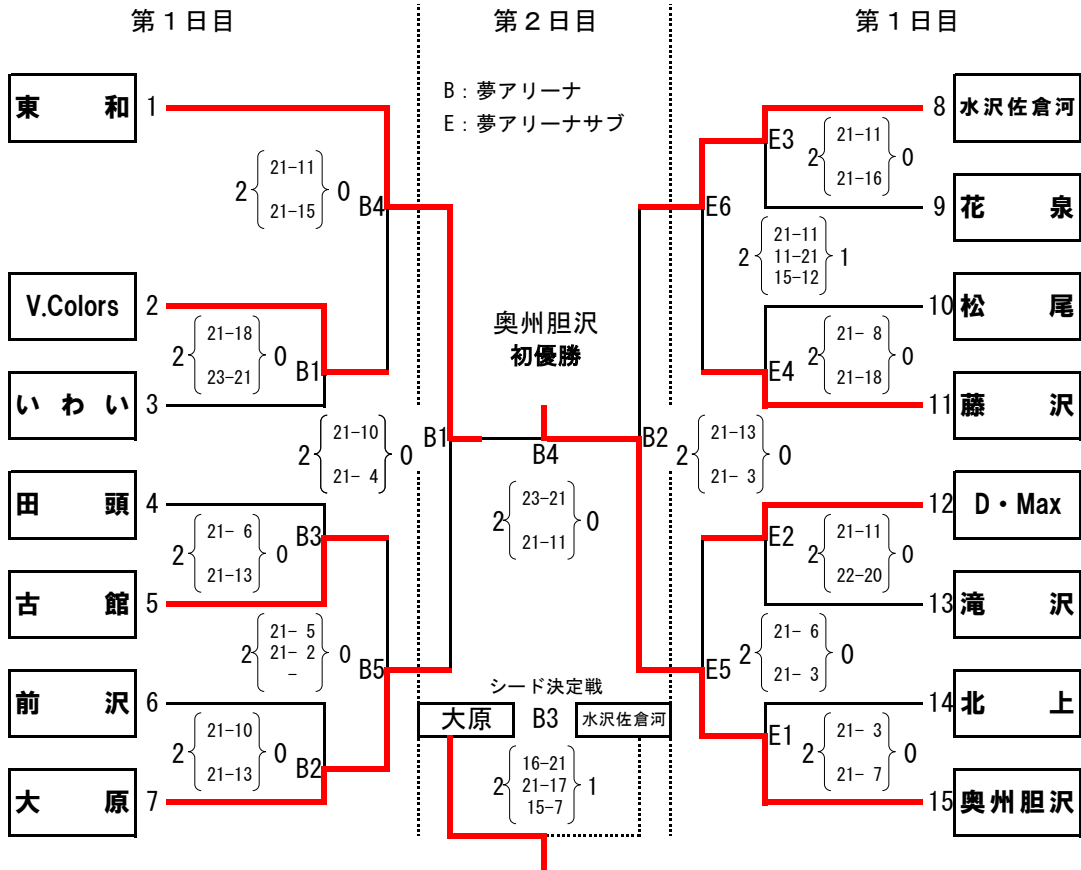 第１日目
第２日目
第１日目
B：夢アリーナ
E：夢アリーナサブ
東和 1
2 21-11 0
21-15
B4
V.Colors 2
2 21-18 0
23-21
B1
いわい 3
2 21-10 0
21- 4
B1
田頭 4
2 21- 6 0
21-13
B3
古館 5
2 21- 5 0
21- 2
-
B5
前沢 6
2 21-10 0
21-13
B2
大原 7
奥州胆沢
初優勝
B4
2 23-21 0
21-11
シード決定戦
大原 B3 水沢佐倉河
2 16-21 1
21-17
15-7
8 水沢佐倉河
E3
2 21-11 0
21-16
9 花泉
E6
2 21-11 1
11-21
15-12
10 松尾
E4
2 21- 8 0
21-18
11 藤沢
B2
2 21-13 0
21- 3
12 D・Max
E2
2 21-11 0
22-20
13 滝沢
E5
2 21- 6 0
21- 3
14 北上
E1
2 21- 3 0
21- 7
15 奥州胆沢